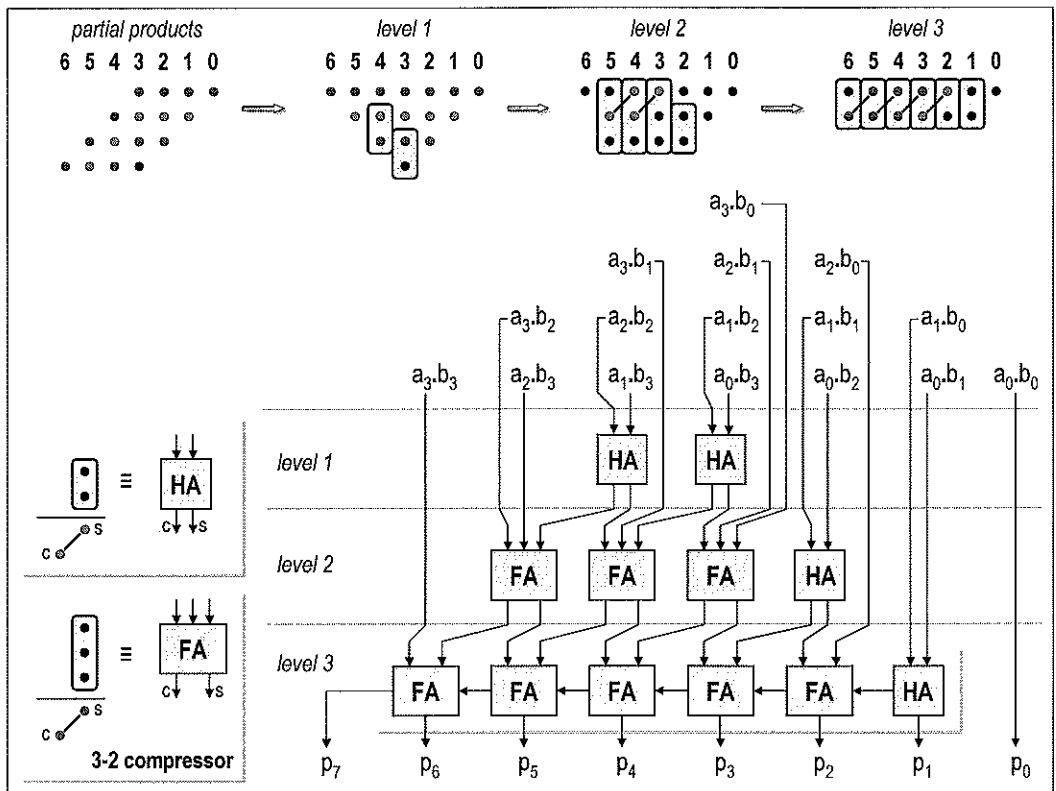 partial products level 1 level 2 level 3
6 5 4 3 2 1 0 6 5 4 3 2 1 0 6 5 4 3 2 1 0 6 5 4 3 2 1 0
a₃.b₀
a₃.b₁ a₂.b₁ a₂.b₀
a₃.b₂ a₂.b₂ a₁.b₂ a₁.b₁ a₁.b₀
a₃.b₃ a₂.b₃ a₁.b₃ a₀.b₃ a₀.b₂ a₀.b₁ a₀.b₀
level 1 HA HA
≡ HA
c s
c s
level 2 FA FA FA HA
≡ FA
c s
c s
3-2 compressor
level 3 FA FA FA FA FA HA
p₇ p₆ p₅ p₄ p₃ p₂ p₁ p₀